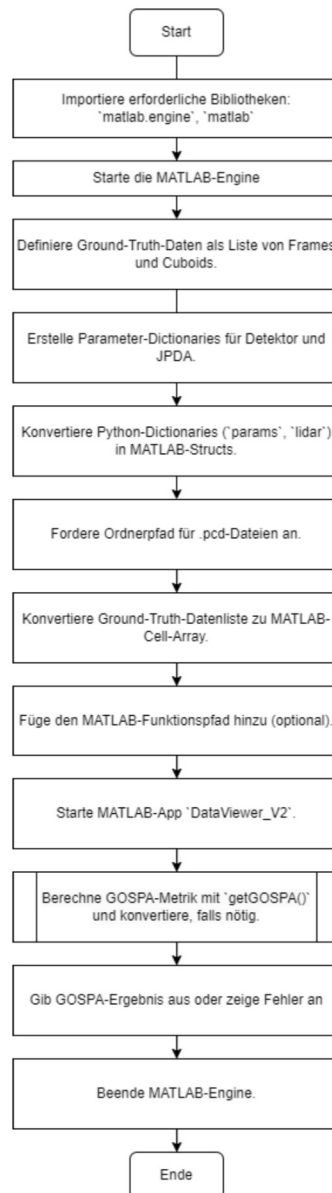 Start
Importiere erforderliche Bibliotheken:
`matlab.engine`, `matlab`
Starte die MATLAB-Engine
Definiere Ground-Truth-Daten als Liste von Frames
und Cuboids.
Erstelle Parameter-Dictionaries für Detektor und
JPDA.
Konvertiere Python-Dictionaries (`params`, `lidar`)
in MATLAB-Structs.
Fordere Ordnerpfad für .pcd-Dateien an.
Konvertiere Ground-Truth-Datenliste zu MATLAB-
Cell-Array.
Füge den MATLAB-Funktionspfad hinzu (optional).
Starte MATLAB-App `DataViewer_V2`.
Berechne GOSPA-Metrik mit `getGOSPA()`
und konvertiere, falls nötig.
Gib GOSPA-Ergebnis aus oder zeige Fehler an
Beende MATLAB-Engine.
Ende